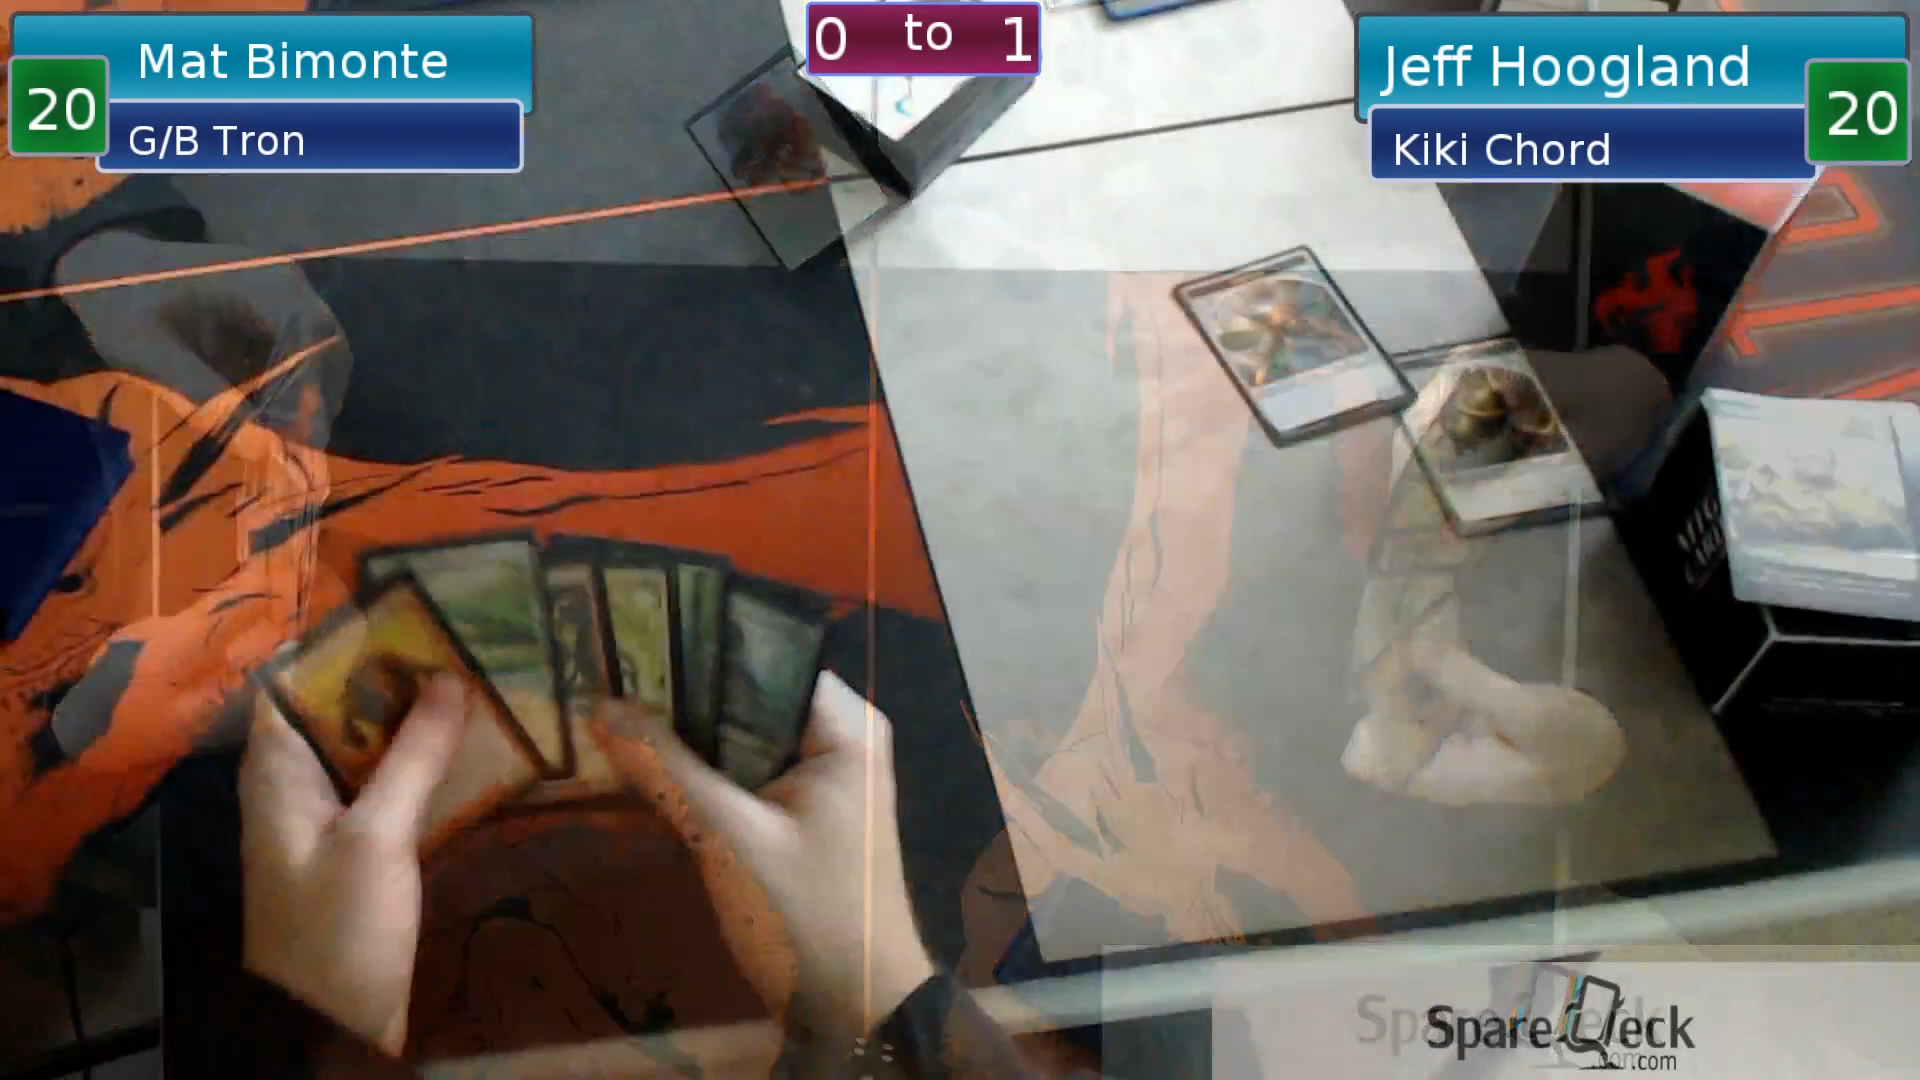 Mat Bimonte
20
G/B Tron
0 to 1
Jeff Hoogland
20
Kiki Chord
SpareDeck
.com